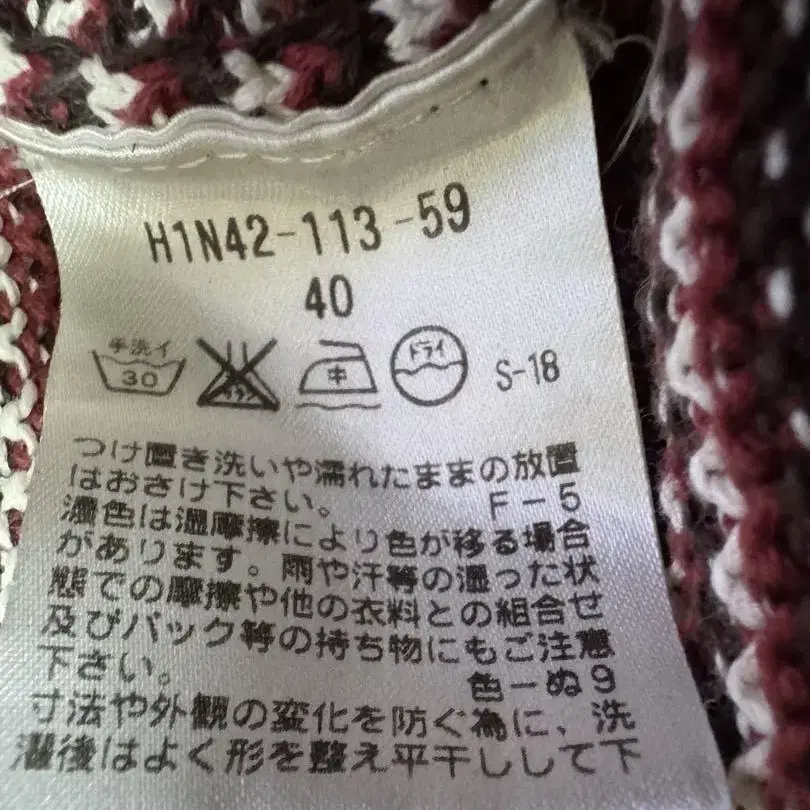 H1N42-113-59
40
手洗イ
30
エンソサラシ
中
ドライ
S-18
つけ置き洗いや濡れたままの放置
はおさけ下さい。 F-5
濃色は湿摩擦により色が移る場合
があります。雨や汗等の湿った状
態での摩擦や他の衣料との組合せ
及びバック等の持ち物にもご注意
下さい。 色-ぬ9
寸法や外観の変化を防ぐ為に、洗
濯後はよく形を整え平干しして下